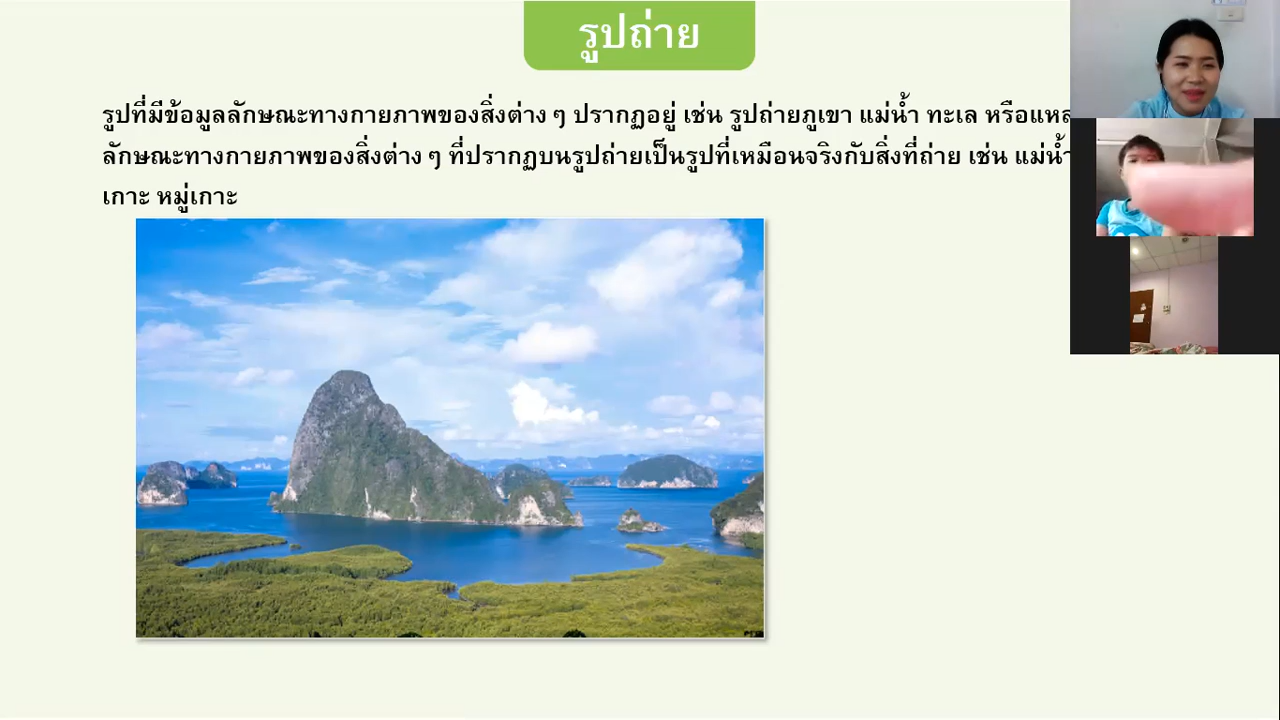 รูปถ่าย
รูปที่มีข้อมูลลักษณะทางกายภาพของสิ่งต่าง ๆ ปรากฏอยู่ เช่น รูปถ่ายภูเขา แม่น้ำ ทะเล หรือ
ลักษณะทางกายภาพของสิ่งต่าง ๆ ที่ปรากฏบนรูปถ่ายเป็นรูปที่เหมือนจริงกับสิ่งที่ถ่าย เช่น แม่น้ำ
เกาะ หมู่เกาะ